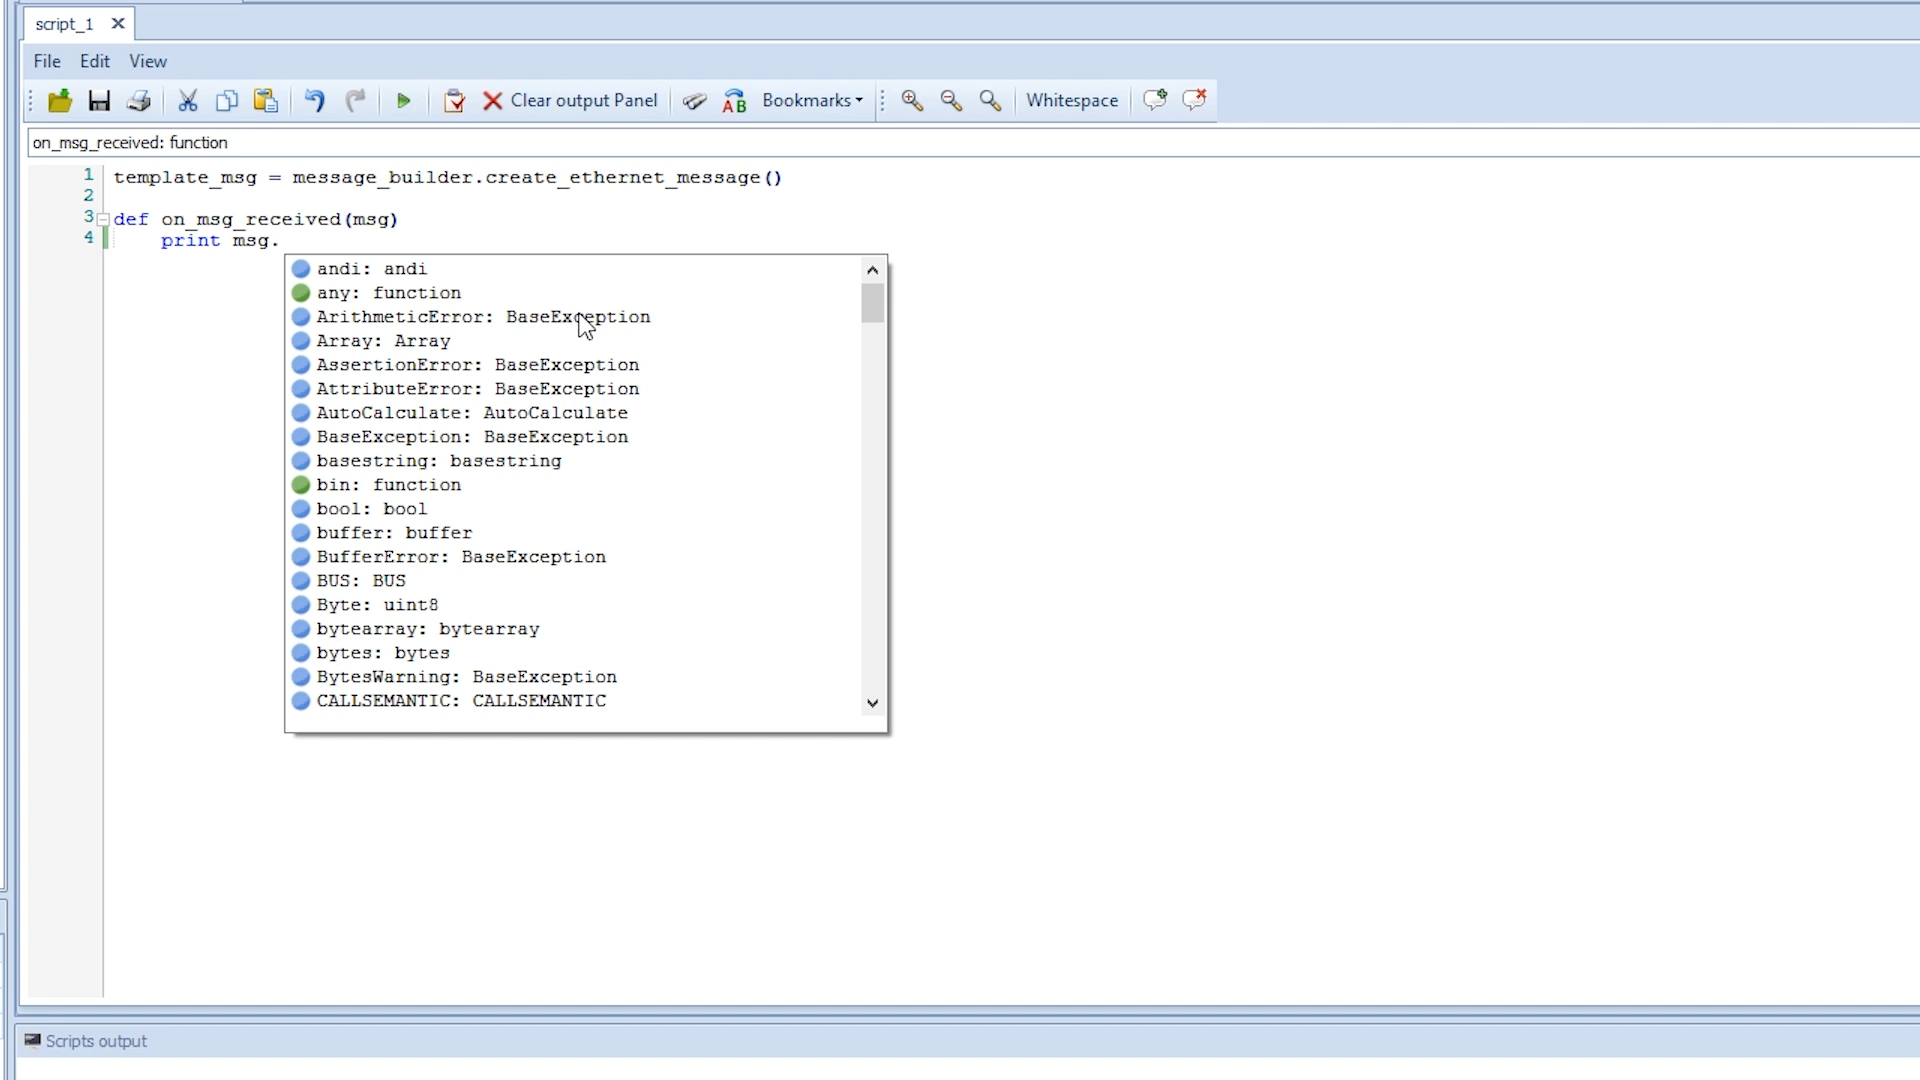 script_1
File Edit View
Clear output Panel AB Bookmarks Whitespace
on_msg_received: function
1 template_msg = message_builder.create_ethernet_message()
2
3 def on_msg_received(msg)
4 print msg.
andi: andi
any: function
ArithmeticError: BaseException
Array: Array
AssertionError: BaseException
AttributeError: BaseException
AutoCalculate: AutoCalculate
BaseException: BaseException
basestring: basestring
bin: function
bool: bool
buffer: buffer
BufferError: BaseException
BUS: BUS
Byte: uint8
bytearray: bytearray
bytes: bytes
BytesWarning: BaseException
CALLSEMANTIC: CALLSEMANTIC
Scripts output